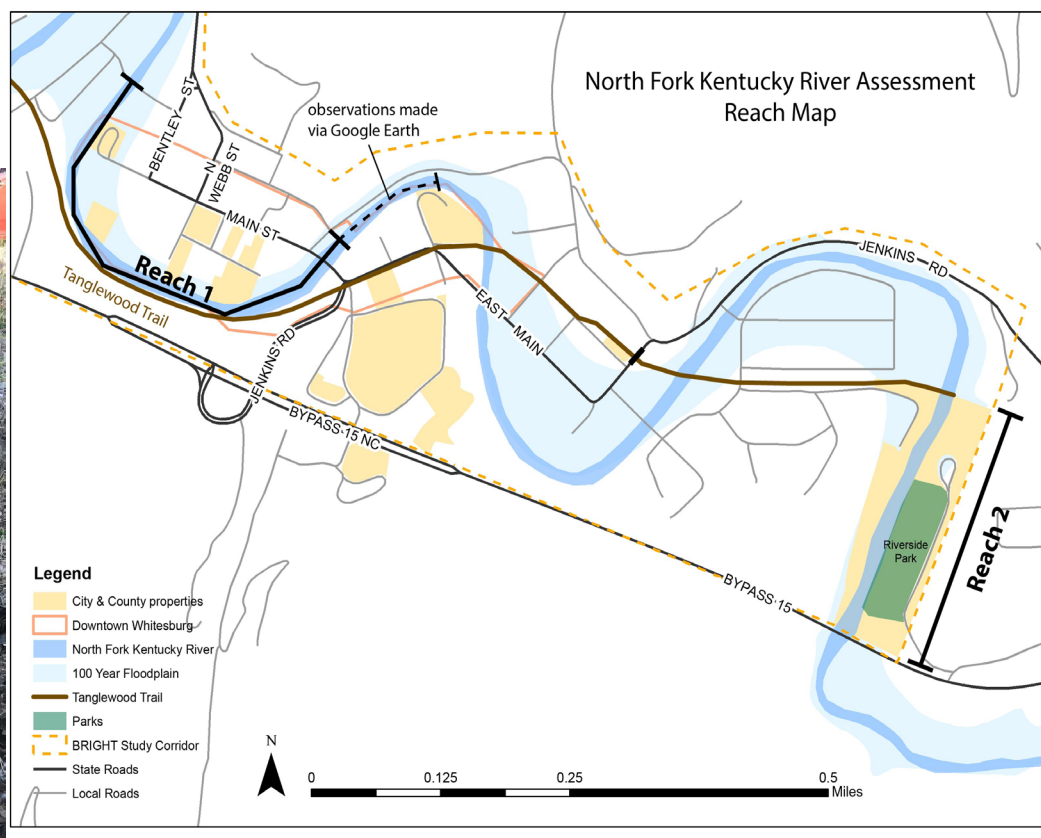 North Fork Kentucky River Assessment
Reach Map
observations made
via Google Earth
BENTLEY ST
N
WEBB ST
MAIN ST
Reach 1
Tanglewood Trail
JENKINS RD
EAST MAIN
JENKINS RD
BYPASS 15 NC
BYPASS 15
Riverside
Park
Reach 2
Legend
City & County properties
Downtown Whitesburg
North Fork Kentucky River
100 Year Floodplain
Tanglewood Trail
Parks
BRIGHT Study Corridor
State Roads
Local Roads
N
0 0.125 0.25 0.5
Miles